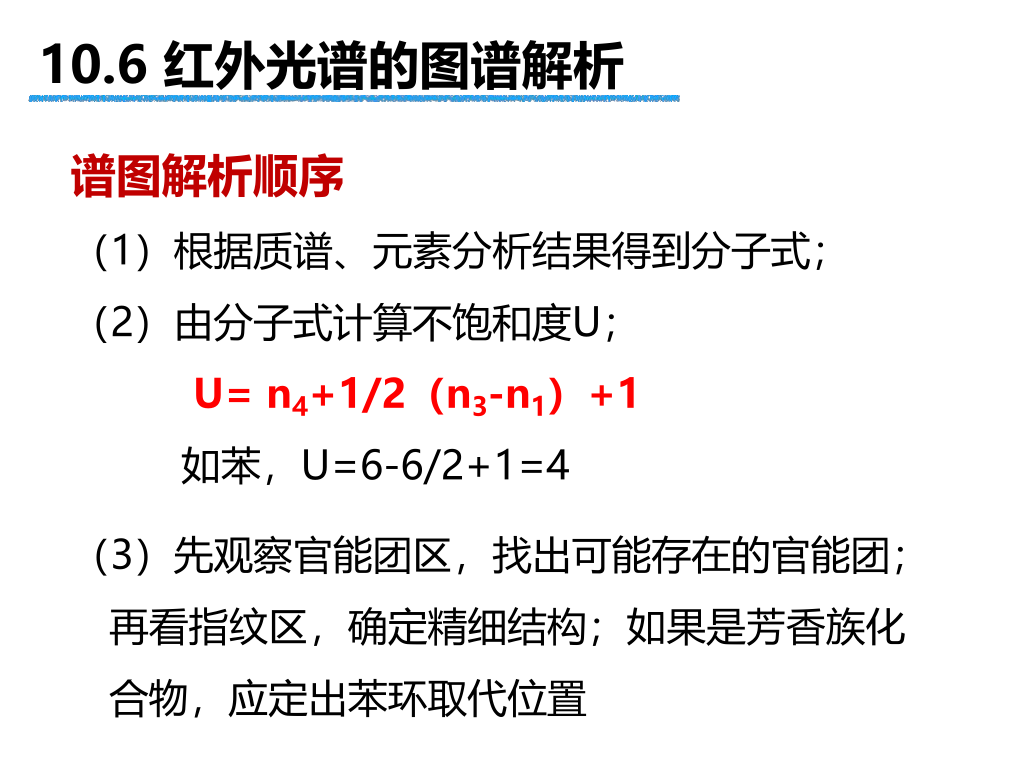 10.6 红外光谱的图谱解析
谱图解析顺序
（1）根据质谱、元素分析结果得到分子式；
（2）由分子式计算不饱和度U；
U= n₄+1/2（n₃-n₁）+1
如苯，U=6-6/2+1=4
（3）先观察官能团区，找出可能存在的官能团；
再看指纹区，确定精细结构；如果是芳香族化
合物，应定出苯环取代位置